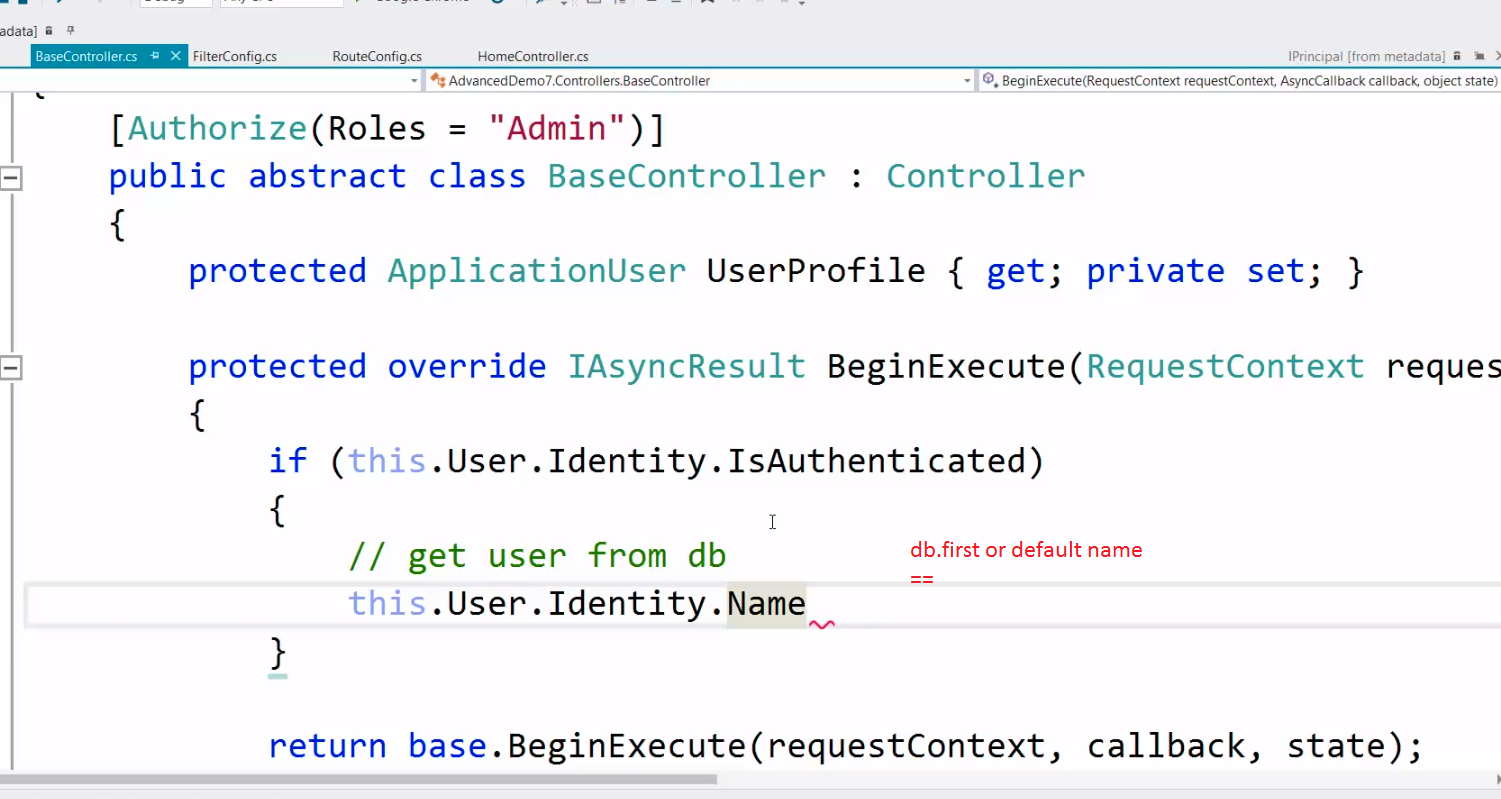 adata]
BaseController.cs FilterConfig.cs RouteConfig.cs HomeController.cs IPrincipal [from metadata]
AdvancedDemo7.Controllers.BaseController BeginExecute(RequestContext requestContext, AsyncCallback callback, object state)
{
[Authorize(Roles = "Admin")]
public abstract class BaseController : Controller
{
protected ApplicationUser UserProfile { get; private set; }
protected override IAsyncResult BeginExecute(RequestContext reques
{
if (this.User.Identity.IsAuthenticated)
{
// get user from db
db.first or default name
==
this.User.Identity.Name
}
return base.BeginExecute(requestContext, callback, state);